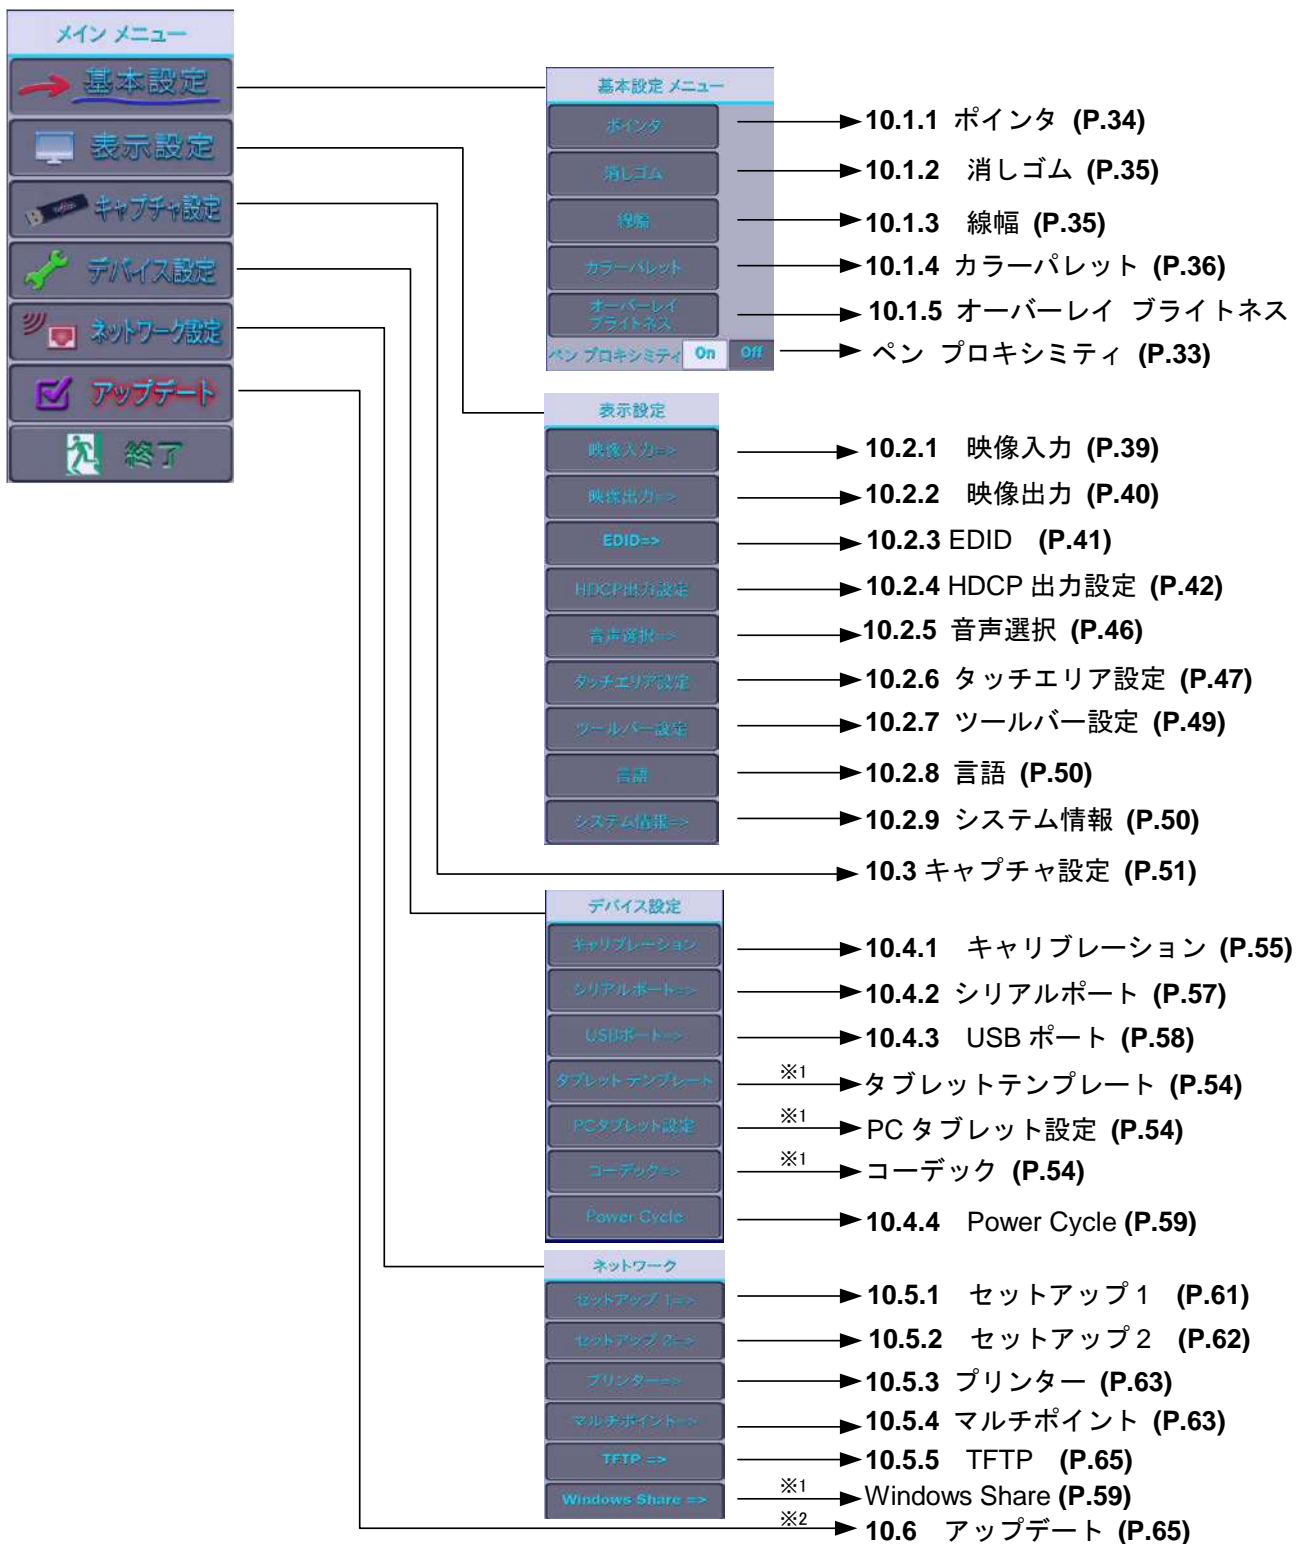 メイン メニュー
基本設定
表示設定
キャプチャ設定
デバイス設定
ネットワーク設定
アップデート
終了
基本設定 メニュー
ポインタ
消しゴム
線幅
カラーパレット
オーバーレイ
ブライトネス
ペン プロキシミティ On Off
10.1.1 ポインタ (P.34)
10.1.2 消しゴム (P.35)
10.1.3 線幅 (P.35)
10.1.4 カラーパレット (P.36)
10.1.5 オーバーレイ ブライトネス
ペン プロキシミティ (P.33)
表示設定
映像入力=>
映像出力=>
EDID=>
HDCP出力設定
音声選択=>
タッチエリア設定
ツールバー設定
言語
システム情報=>
10.2.1 映像入力 (P.39)
10.2.2 映像出力 (P.40)
10.2.3 EDID (P.41)
10.2.4 HDCP 出力設定 (P.42)
10.2.5 音声選択 (P.46)
10.2.6 タッチエリア設定 (P.47)
10.2.7 ツールバー設定 (P.49)
10.2.8 言語 (P.50)
10.2.9 システム情報 (P.50)
10.3 キャプチャ設定 (P.51)
デバイス設定
キャリブレーション
シリアルポート=>
USBポート=>
タブレット テンプレート
PCタブレット設定
コーデック=>
Power Cycle
10.4.1 キャリブレーション (P.55)
10.4.2 シリアルポート (P.57)
10.4.3 USB ポート (P.58)
※1 タブレットテンプレート (P.54)
※1 PC タブレット設定 (P.54)
※1 コーデック (P.54)
10.4.4 Power Cycle (P.59)
ネットワーク
セットアップ 1=>
セットアップ 2=>
プリンター=>
マルチポイント=>
TFTP =>
Windows Share =>
10.5.1 セットアップ１ (P.61)
10.5.2 セットアップ２ (P.62)
10.5.3 プリンター (P.63)
10.5.4 マルチポイント (P.63)
10.5.5 TFTP (P.65)
※1 Windows Share (P.59)
※2 10.6 アップデート (P.65)